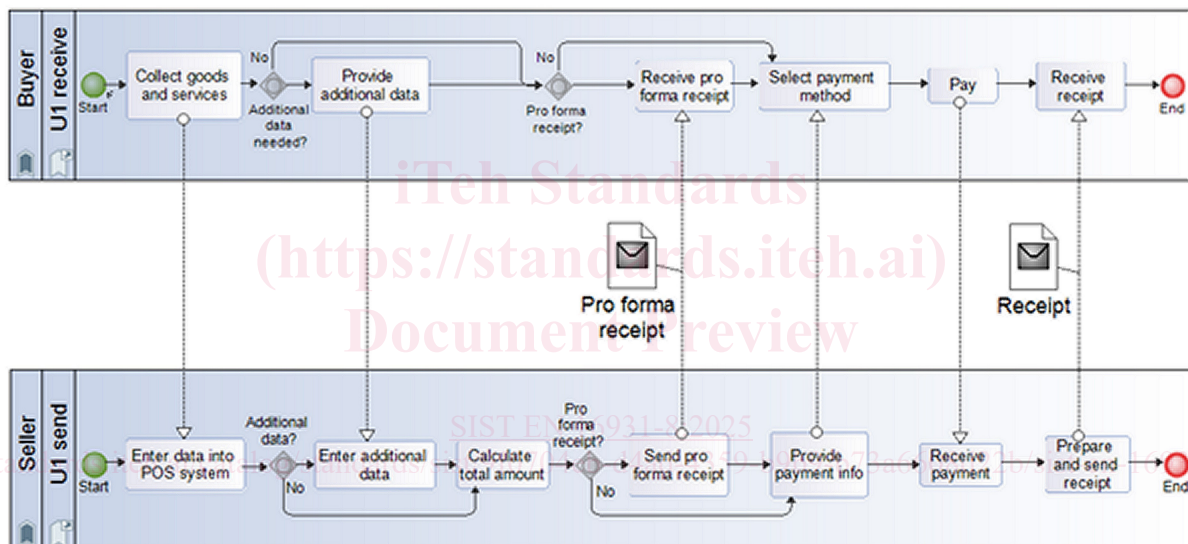 Buyer
U1 receive
Start
Collect goods
and services
No
Additional
data
needed?
Provide
additional data
No
Pro forma
receipt?
Receive pro
forma receipt
Select payment
method
Pay
Receive
receipt
End
iTeh Standards
(https://standards.iteh.ai)
Document Preview
Pro forma
receipt
Receipt
SIST EN 16931-8:2025
Seller
U1 send
Start
Enter data into
POS system
Additional
data?
No
Enter additional
data
Calculate
total amount
Pro
forma
receipt?
No
Send pro
forma receipt
Provide
payment info
Receive
payment
Prepare
and send
receipt
End